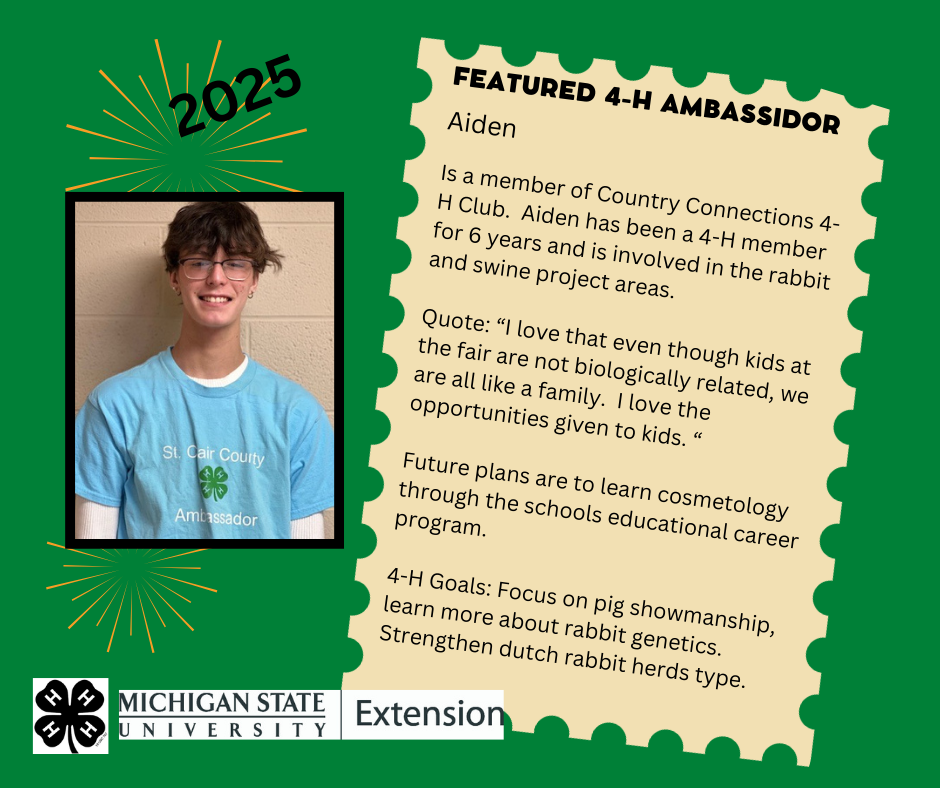 2025
FEATURED 4-H AMBASSIDOR
Aiden
Is a member of Country Connections 4-
H Club.  Aiden has been a 4-H member
for 6 years and is involved in the rabbit
and swine project areas.
Quote: “I love that even though kids at
the fair are not biologically related, we
are all like a family.  I love the
opportunities given to kids. “
Future plans are to learn cosmetology
through the schools educational career
program.
4-H Goals: Focus on pig showmanship,
learn more about rabbit genetics.
Strengthen dutch rabbit herds type.
St. Clair County
H H
H H
Ambassador
H H
H H
MICHIGAN STATE
UNIVERSITY
Extension